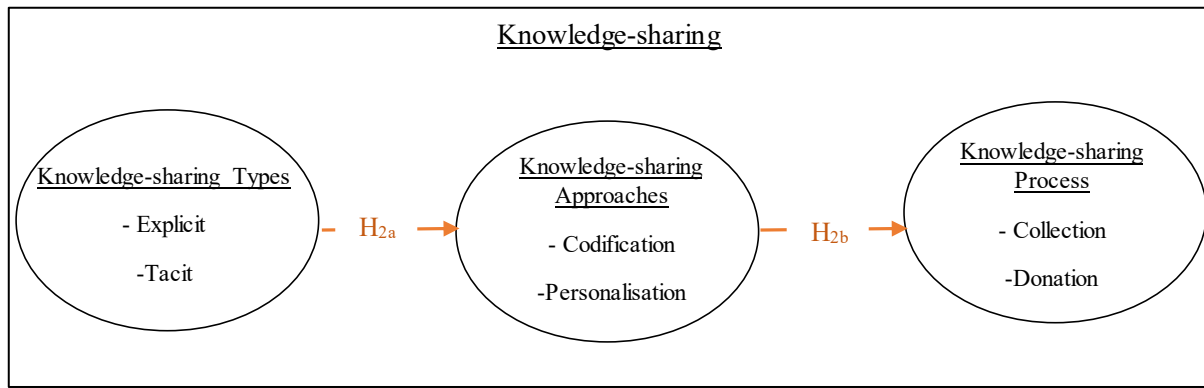 Knowledge-sharing
Knowledge-sharing Types
- Explicit
-Tacit
H2a
Knowledge-sharing
Approaches
- Codification
-Personalisation
H2b
Knowledge-sharing
Process
- Collection
-Donation